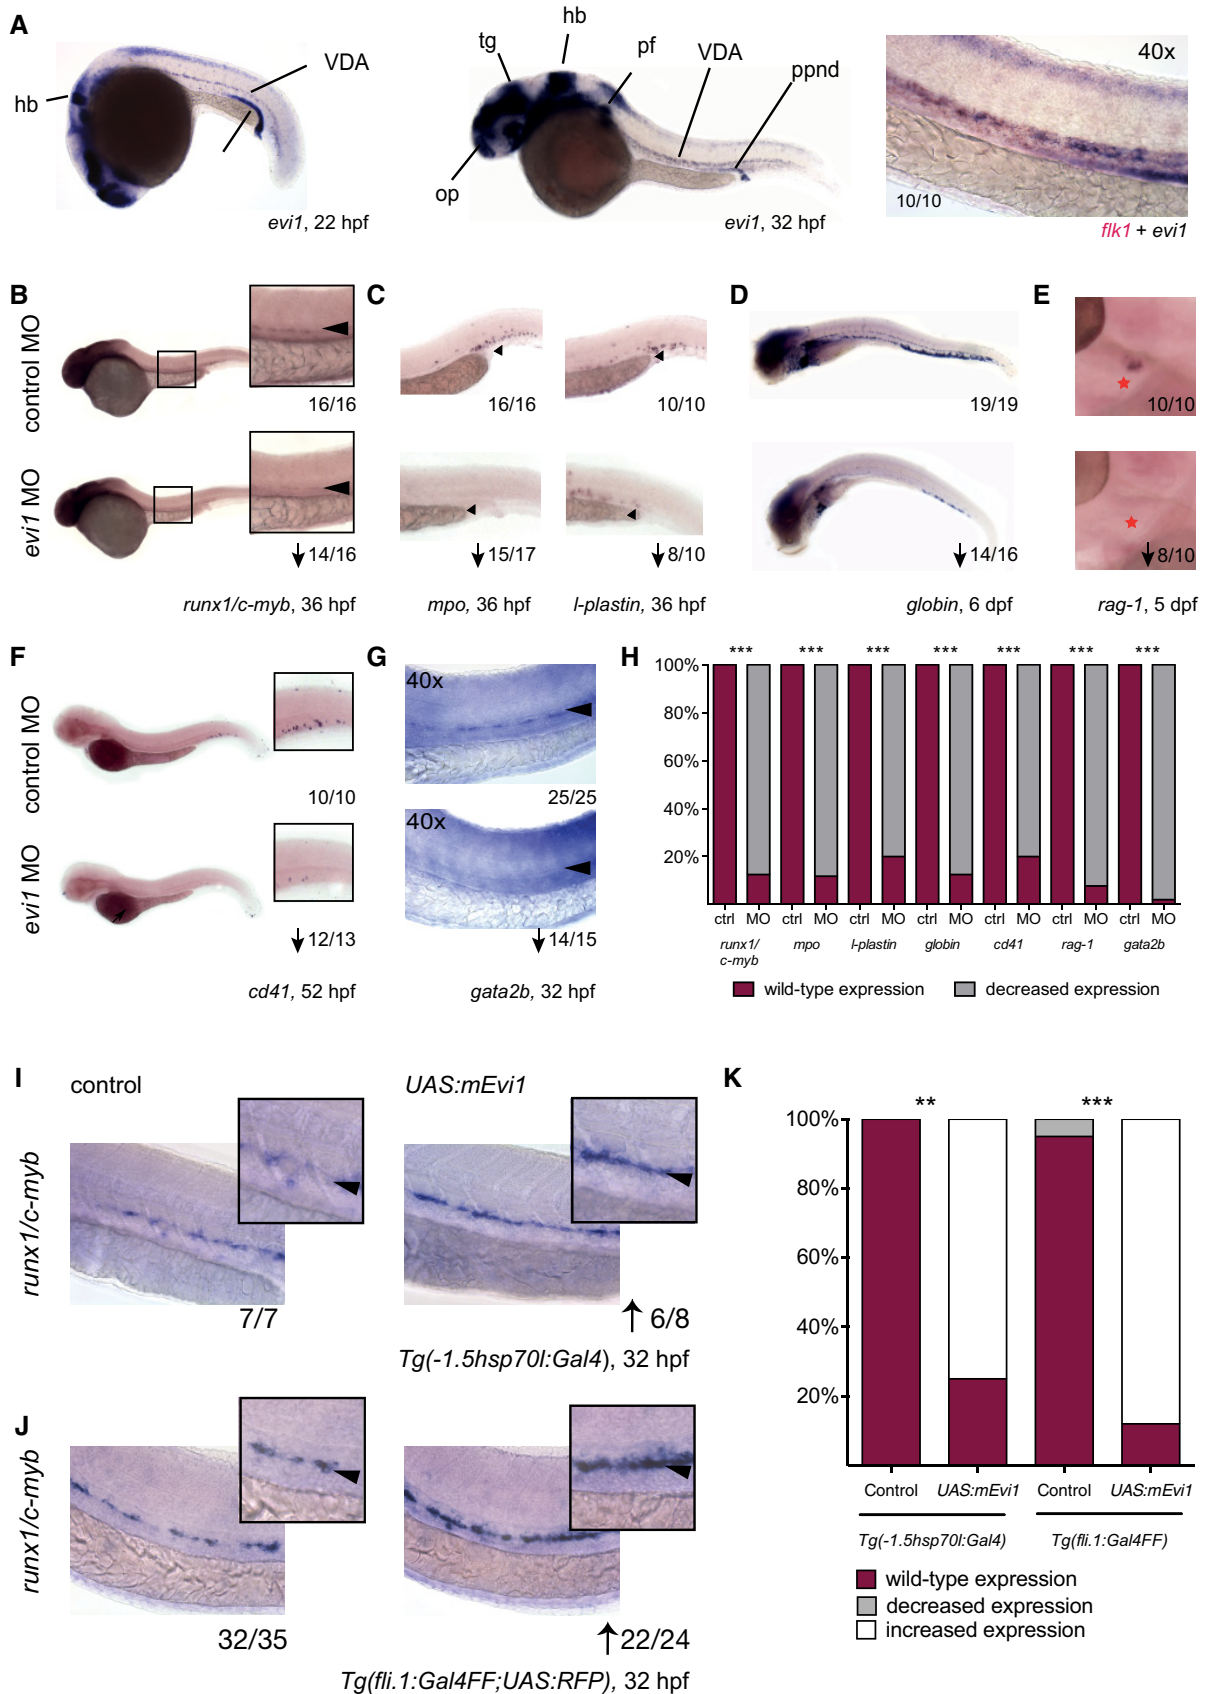 A
hb
VDA
evi1, 22 hpf
tg
hb
pf
VDA
ppnd
op
evi1, 32 hpf
40x
10/10
flk1 + evi1
B
control MO
16/16
evi1 MO
14/16
runx1/c-myb, 36 hpf
C
16/16
10/10
15/17
8/10
mpo, 36 hpf
l-plastin, 36 hpf
D
19/19
14/16
globin, 6 dpf
E
10/10
8/10
rag-1, 5 dpf
F
control MO
10/10
evi1 MO
12/13
cd41, 52 hpf
G
40x
25/25
40x
14/15
gata2b, 32 hpf
H
*** *** *** *** *** *** ***
100%
80%
60%
40%
20%
ctrl MO ctrl MO ctrl MO ctrl MO ctrl MO ctrl MO ctrl MO
runx1/
c-myb
mpo
l-plastin
globin
cd41
rag-1
gata2b
wild-type expression
decreased expression
I
control
UAS:mEvi1
runx1/c-myb
7/7
6/8
Tg(-1.5hsp70l:Gal4), 32 hpf
J
runx1/c-myb
32/35
22/24
Tg(fli.1:Gal4FF;UAS:RFP), 32 hpf
K
** ***
100%
80%
60%
40%
20%
Control UAS:mEvi1 Control UAS:mEvi1
Tg(-1.5hsp70l:Gal4)
Tg(fli.1:Gal4FF)
wild-type expression
decreased expression
increased expression